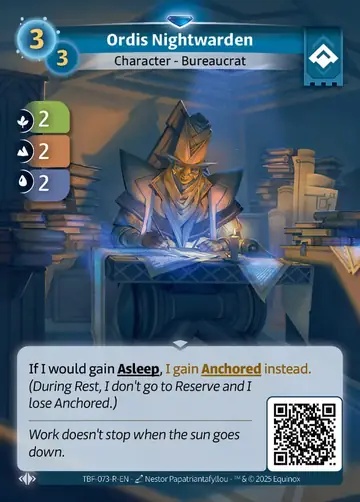 3
3
Ordis Nightwarden
Character - Bureaucrat
2
2
2
If I would gain Asleep, I gain Anchored instead.
(During Rest, I don't go to Reserve and I
lose Anchored.)
Work doesn't stop when the sun goes
down.
TBF-073-R-EN - Nestor Papatriantafyllou - ™ & © 2025 Equinox